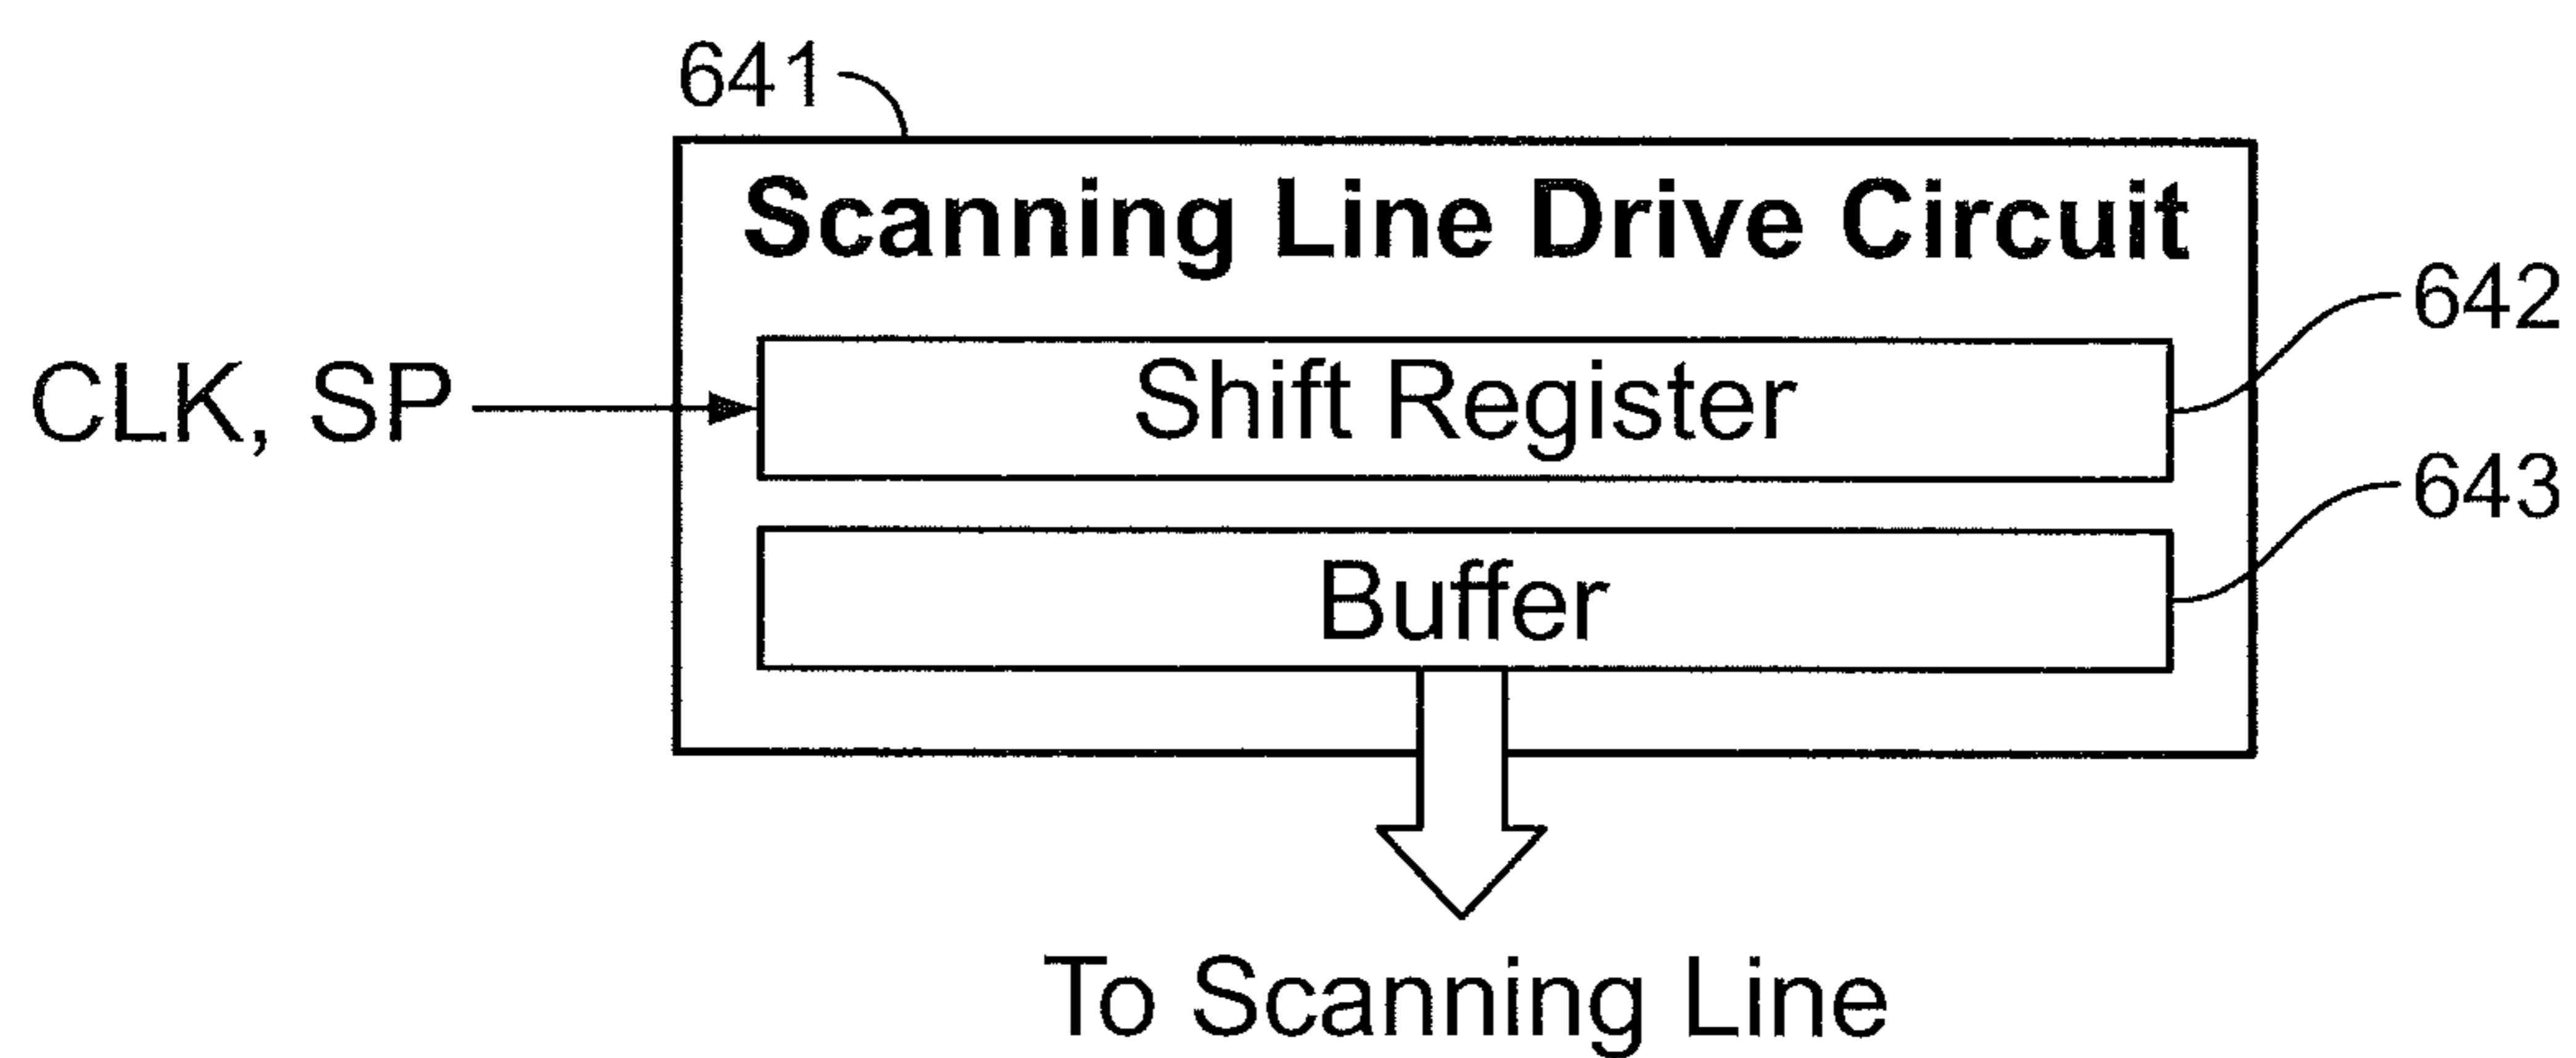 641
Scanning Line Drive Circuit
642
CLK, SP
Shift Register
643
Buffer
To Scanning Line